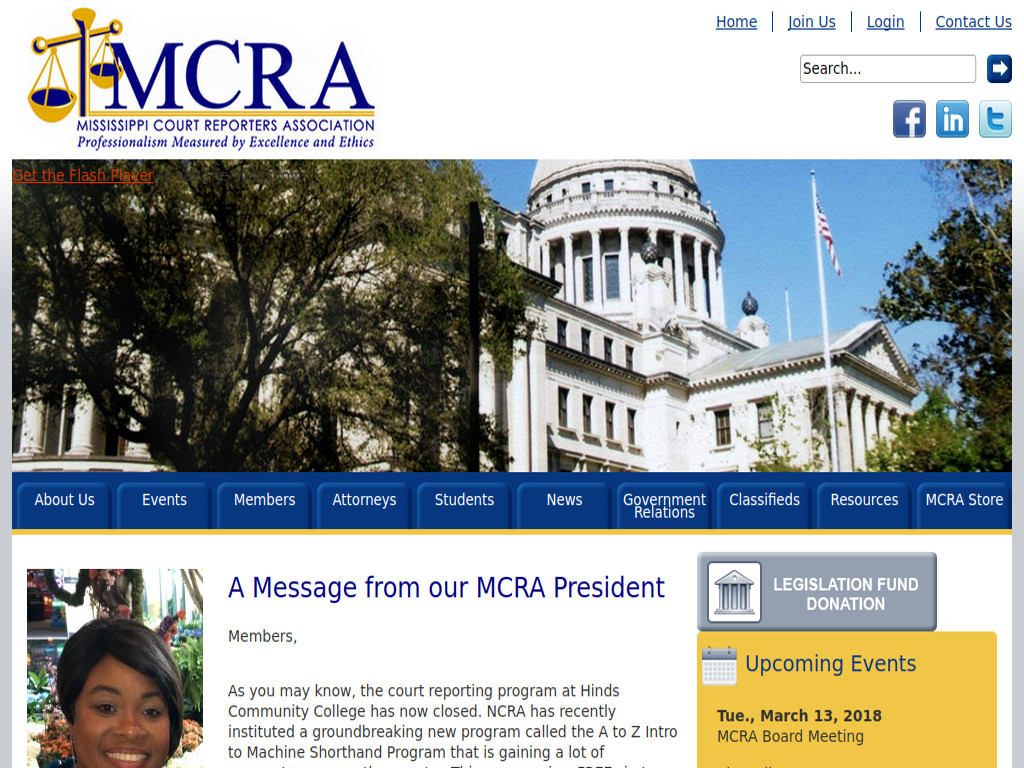 MCRA
MISSISSIPPI COURT REPORTERS ASSOCIATION
Professionalism Measured by Excellence and Ethics
Home
Join Us
Login
Contact Us
Search...
Get the Flash Player
About Us
Events
Members
Attorneys
Students
News
Government
Relations
Classifieds
Resources
MCRA Store
A Message from our MCRA President
Members,
As you may know, the court reporting program at Hinds
Community College has now closed. NCRA has recently
instituted a groundbreaking new program called the A to Z Intro
to Machine Shorthand Program that is gaining a lot of
LEGISLATION FUND
DONATION
Upcoming Events
Tue., March 13, 2018
MCRA Board Meeting